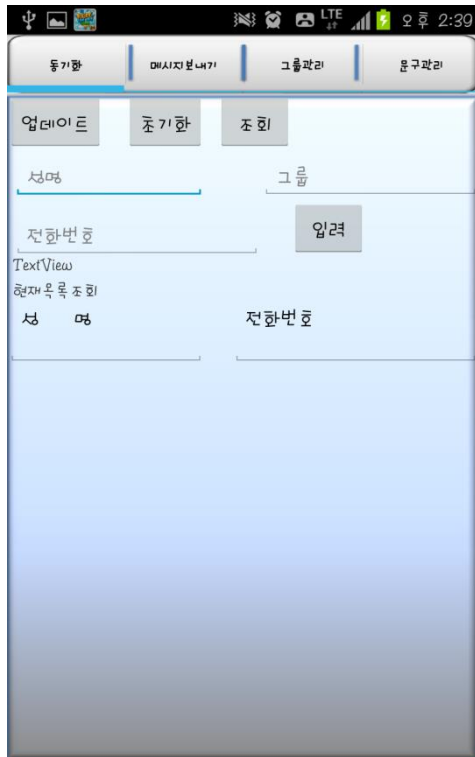 LTE 오후 2:39
동기화 메시지보내기 그룹관리 문구관리
업데이트 초기화 조회
성명 그룹
전화번호 입력
TextView
현재목록조회
성 명 전화번호